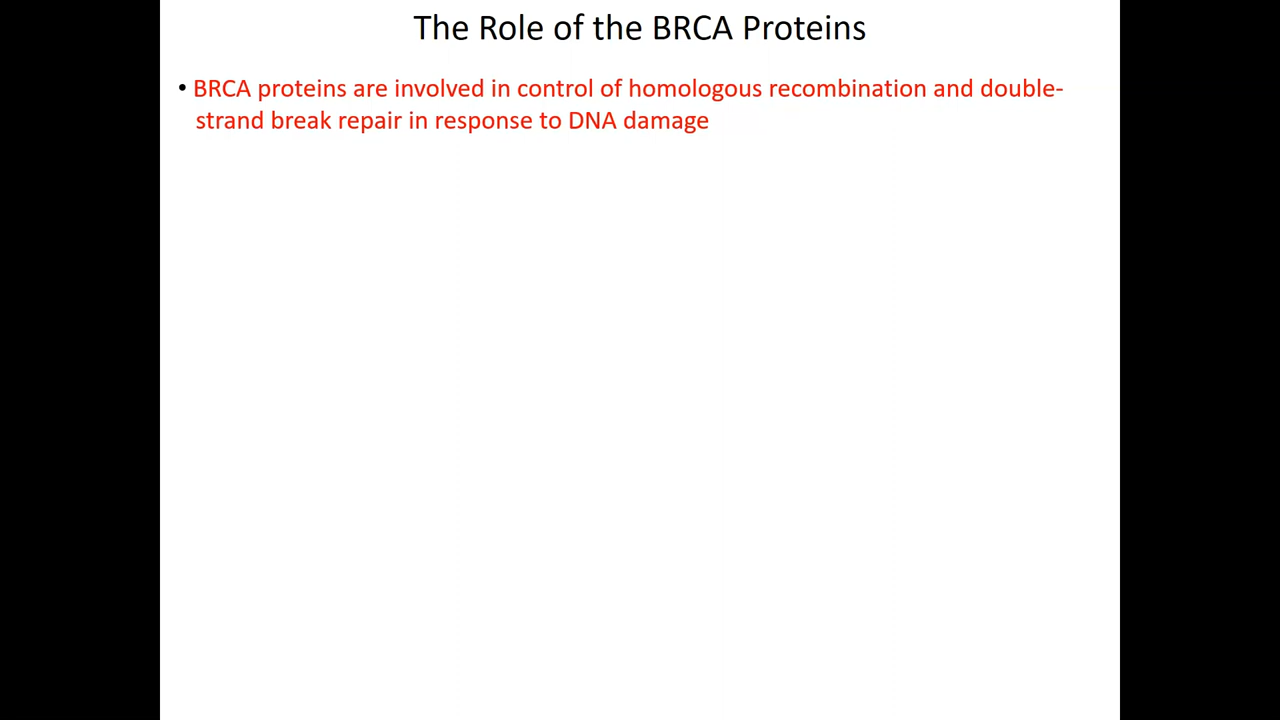 The Role of the BRCA Proteins
• BRCA proteins are involved in control of homologous recombination and double-
strand break repair in response to DNA damage